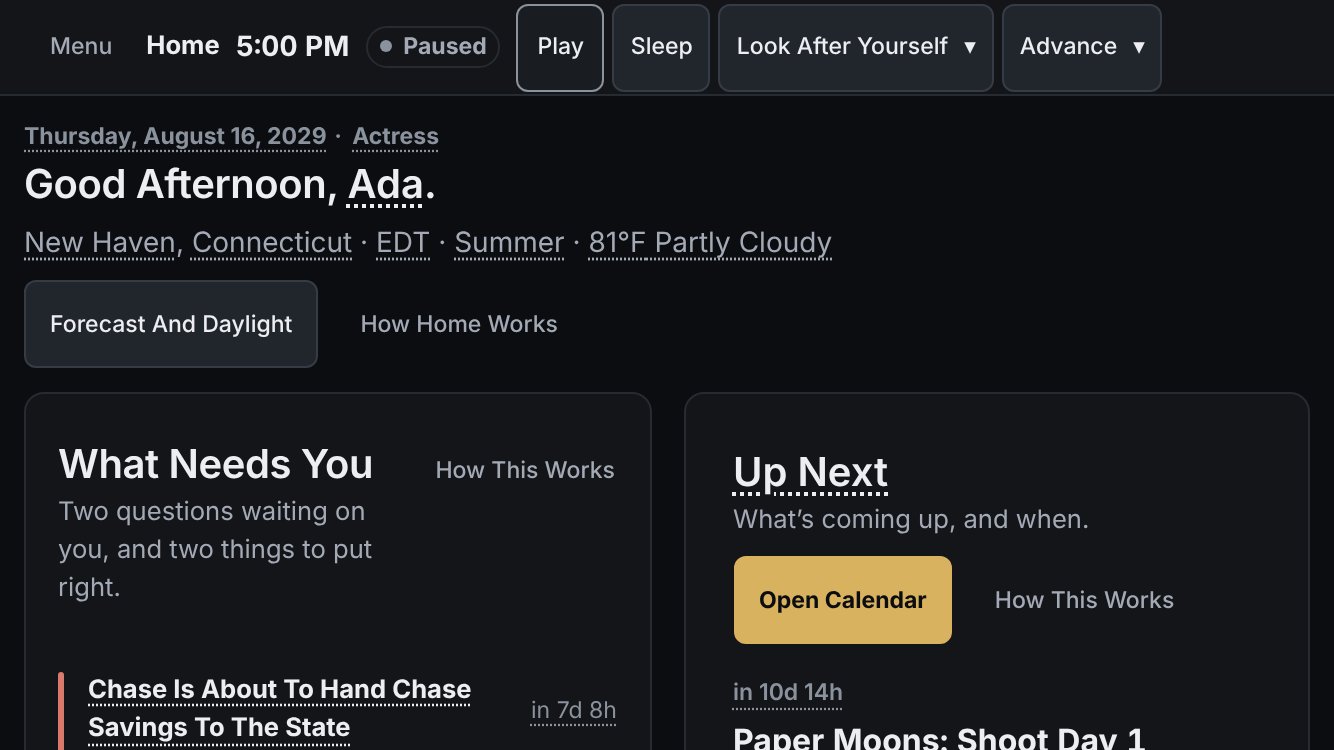 Menu Home 5:00 PM Paused Play Sleep Look After Yourself ▼ Advance ▼
Thursday, August 16, 2029 · Actress
Good Afternoon, Ada.
New Haven, Connecticut · EDT · Summer · 81°F Partly Cloudy
Forecast And Daylight How Home Works
What Needs You How This Works
Two questions waiting on
you, and two things to put
right.
Chase Is About To Hand Chase
Savings To The State
in 7d 8h
Up Next
What’s coming up, and when.
Open Calendar How This Works
in 10d 14h
Paper Moons: Shoot Day 1